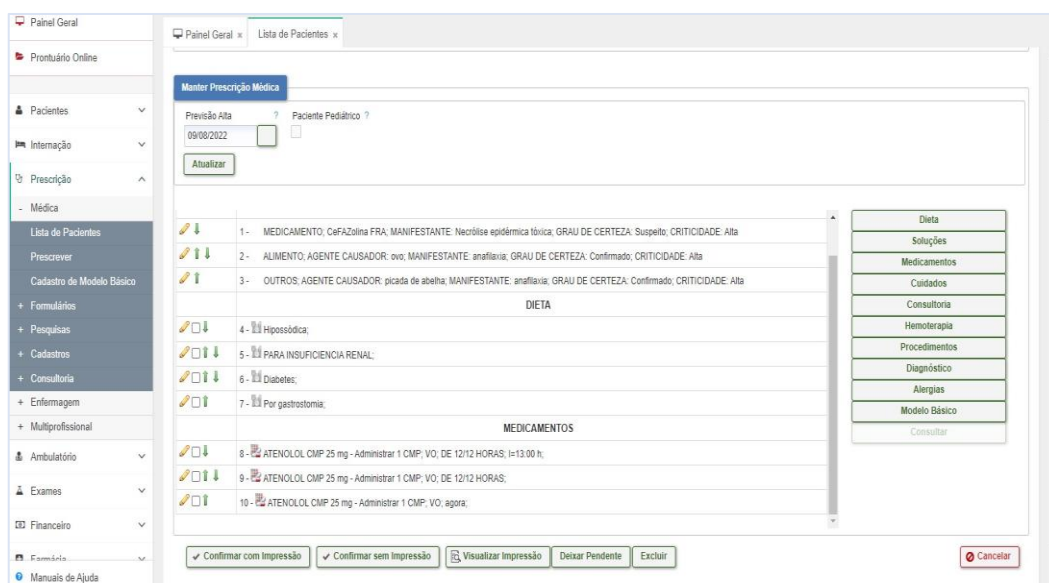 Painel Geral
Prontuário Online
Pacientes
Internação
Prescrição
- Médica
Lista de Pacientes
Prescrever
Cadastro de Modelo Básico
+ Formulários
+ Pesquisas
+ Cadastros
+ Consultoria
+ Enfermagem
+ Multiprofissional
Ambulatório
Exames
Financeiro
Farmácia
Manuais de Ajuda
Painel Geral x Lista de Pacientes x
Manter Prescrição Médica
Previsão Alta ? Paciente Pediátrico ?
09/08/2022
Atualizar
1 - MEDICAMENTO; CeFAZolina FRA; MANIFESTANTE: Necrólise epidérmica tóxica; GRAU DE CERTEZA: Suspeito; CRITICIDADE: Alta
2 - ALIMENTO; AGENTE CAUSADOR: ovo; MANIFESTANTE: anafilaxia; GRAU DE CERTEZA: Confirmado; CRITICIDADE: Alta
3 - OUTROS; AGENTE CAUSADOR: picada de abelha; MANIFESTANTE: anafilaxia; GRAU DE CERTEZA: Confirmado; CRITICIDADE: Alta
DIETA
4 - Hipossódica;
5 - PARA INSUFICIENCIA RENAL;
6 - Diabetes;
7 - Por gastrostomia;
MEDICAMENTOS
8 - ATENOLOL CMP 25 mg - Administrar 1 CMP; VO; DE 12/12 HORAS; I=13:00 h;
9 - ATENOLOL CMP 25 mg - Administrar 1 CMP; VO; DE 12/12 HORAS;
10 - ATENOLOL CMP 25 mg - Administrar 1 CMP; VO; agora;
Dieta
Soluções
Medicamentos
Cuidados
Consultoria
Hemoterapia
Procedimentos
Diagnóstico
Alergias
Modelo Básico
Consultar
Confirmar com Impressão Confirmar sem Impressão Visualizar Impressão Deixar Pendente Excluir Cancelar